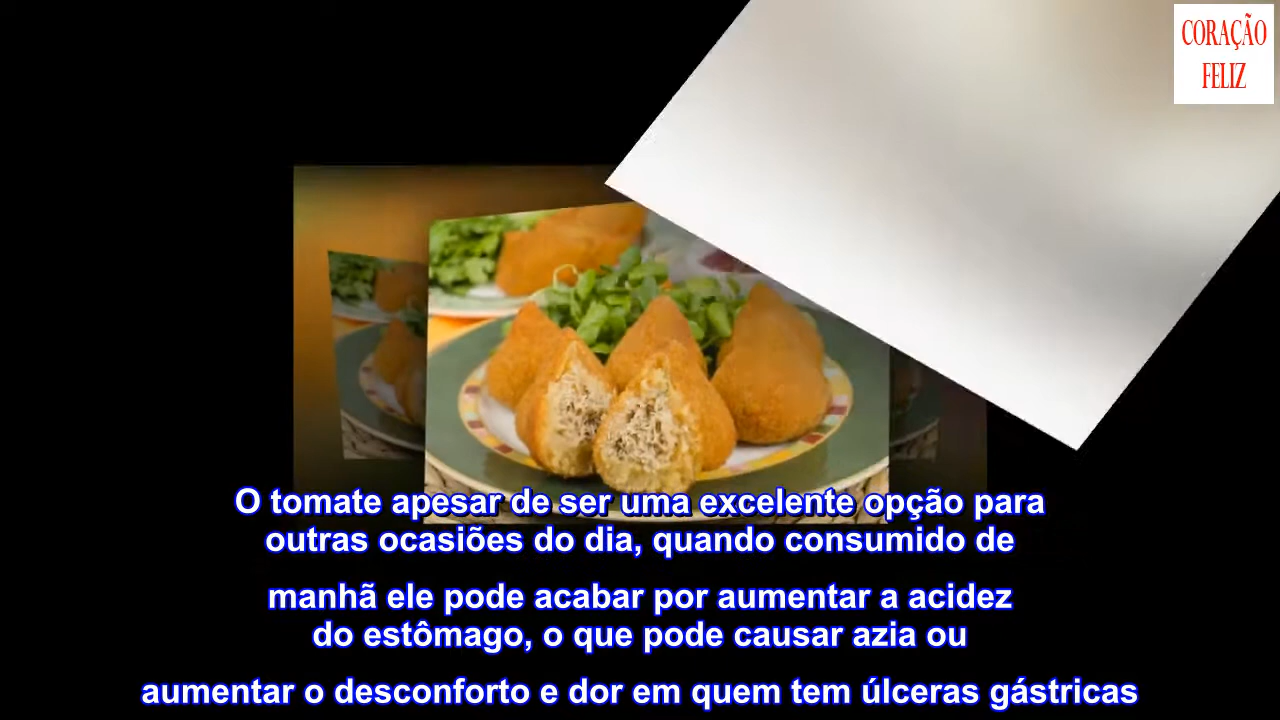 CORAÇÃO
FELIZ
O tomate apesar de ser uma excelente opção para
outras ocasiões do dia, quando consumido de
manhã ele pode acabar por aumentar a acidez
do estômago, o que pode causar azia ou
aumentar o desconforto e dor em quem tem úlceras gástricas